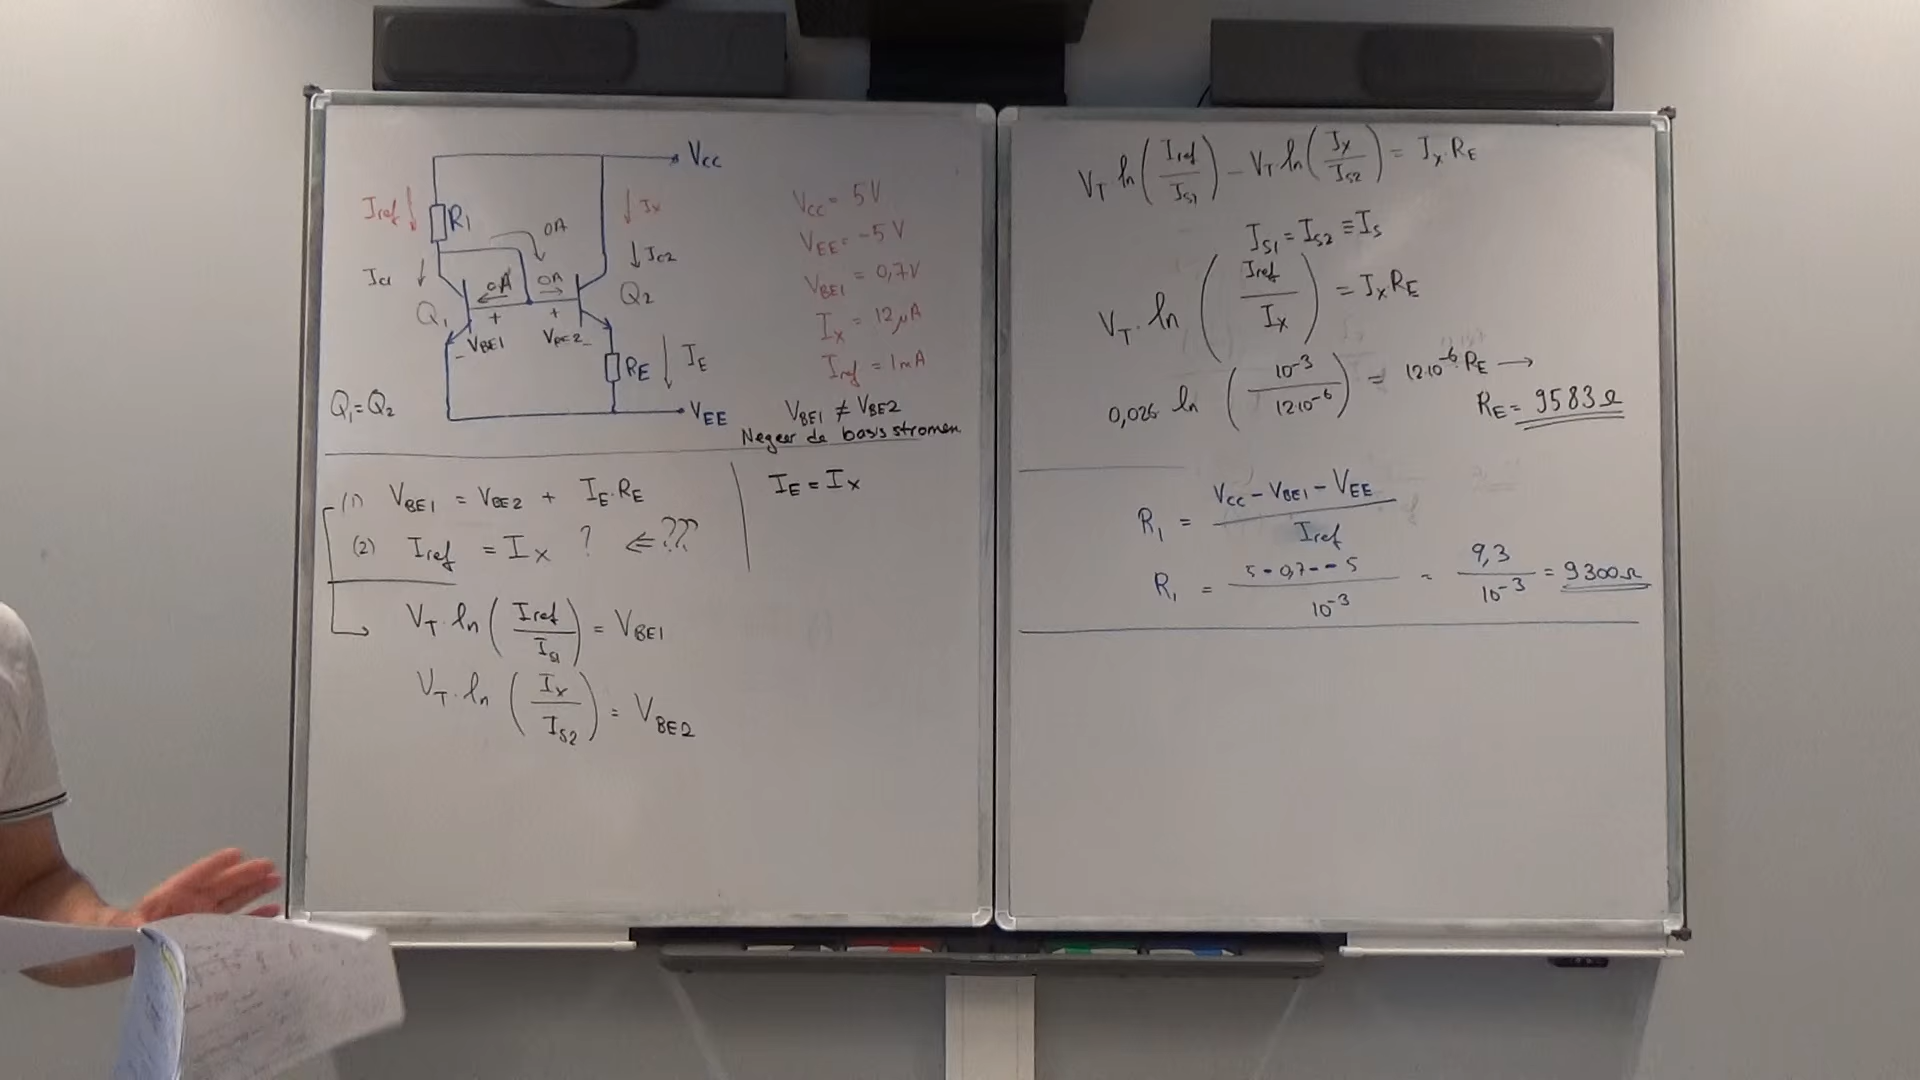 Vcc
Iref ↓
R1
0A
↓ Ix
Ic1 ↓
0A
0A
↓ Ic2
Q1
Q2
+
+
- VBE1
VBE2 -
RE
↓ IE
Q1 = Q2
VEE
Vcc = 5V
VEE = -5V
VBE1 = 0,7V
Ix = 12μA
Iref = 1mA
VBE1 ≠ VBE2
Negeer de basisstromen
(1) VBE1 = VBE2 + IE·RE
IE = Ix
(2) Iref = Ix ? ⇐ ???
VT · ln (Iref / IS1) = VBE1
VT · ln (Ix / IS2) = VBE2
VT ln (Iref / IS1) - VT · ln (Ix / IS2) = Ix · RE
IS1 = IS2 ≡ IS
VT · ln (Iref / Ix) = Ix RE
0,026 ln (10⁻³ / 12·10⁻⁶) = 12·10⁻⁶ · RE →
RE = 9583Ω
R1 = (Vcc - VBE1 - VEE) / Iref
R1 = (5 - 0,7 - - 5) / 10⁻³ = 9,3 / 10⁻³ = 9300Ω